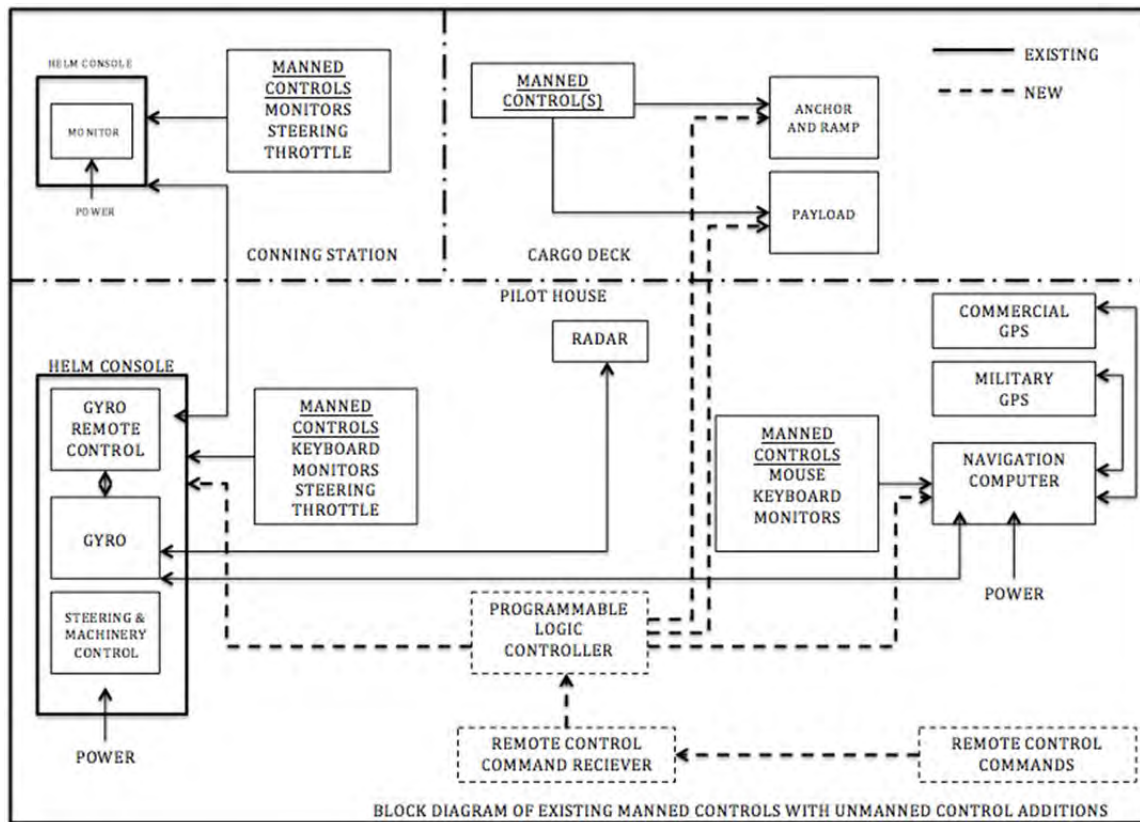 HELM CONSOLE
MONITOR
POWER
MANNED
CONTROLS
MONITORS
STEERING
THROTTLE
CONNING STATION
MANNED
CONTROL(S)
ANCHOR
AND RAMP
PAYLOAD
CARGO DECK
EXISTING
NEW
PILOT HOUSE
RADAR
COMMERCIAL
GPS
MILITARY
GPS
HELM CONSOLE
GYRO
REMOTE
CONTROL
GYRO
STEERING &
MACHINERY
CONTROL
POWER
MANNED
CONTROLS
KEYBOARD
MONITORS
STEERING
THROTTLE
MANNED
CONTROLS
MOUSE
KEYBOARD
MONITORS
NAVIGATION
COMPUTER
POWER
PROGRAMMABLE
LOGIC
CONTROLLER
REMOTE CONTROL
COMMAND RECIEVER
REMOTE CONTROL
COMMANDS
BLOCK DIAGRAM OF EXISTING MANNED CONTROLS WITH UNMANNED CONTROL ADDITIONS